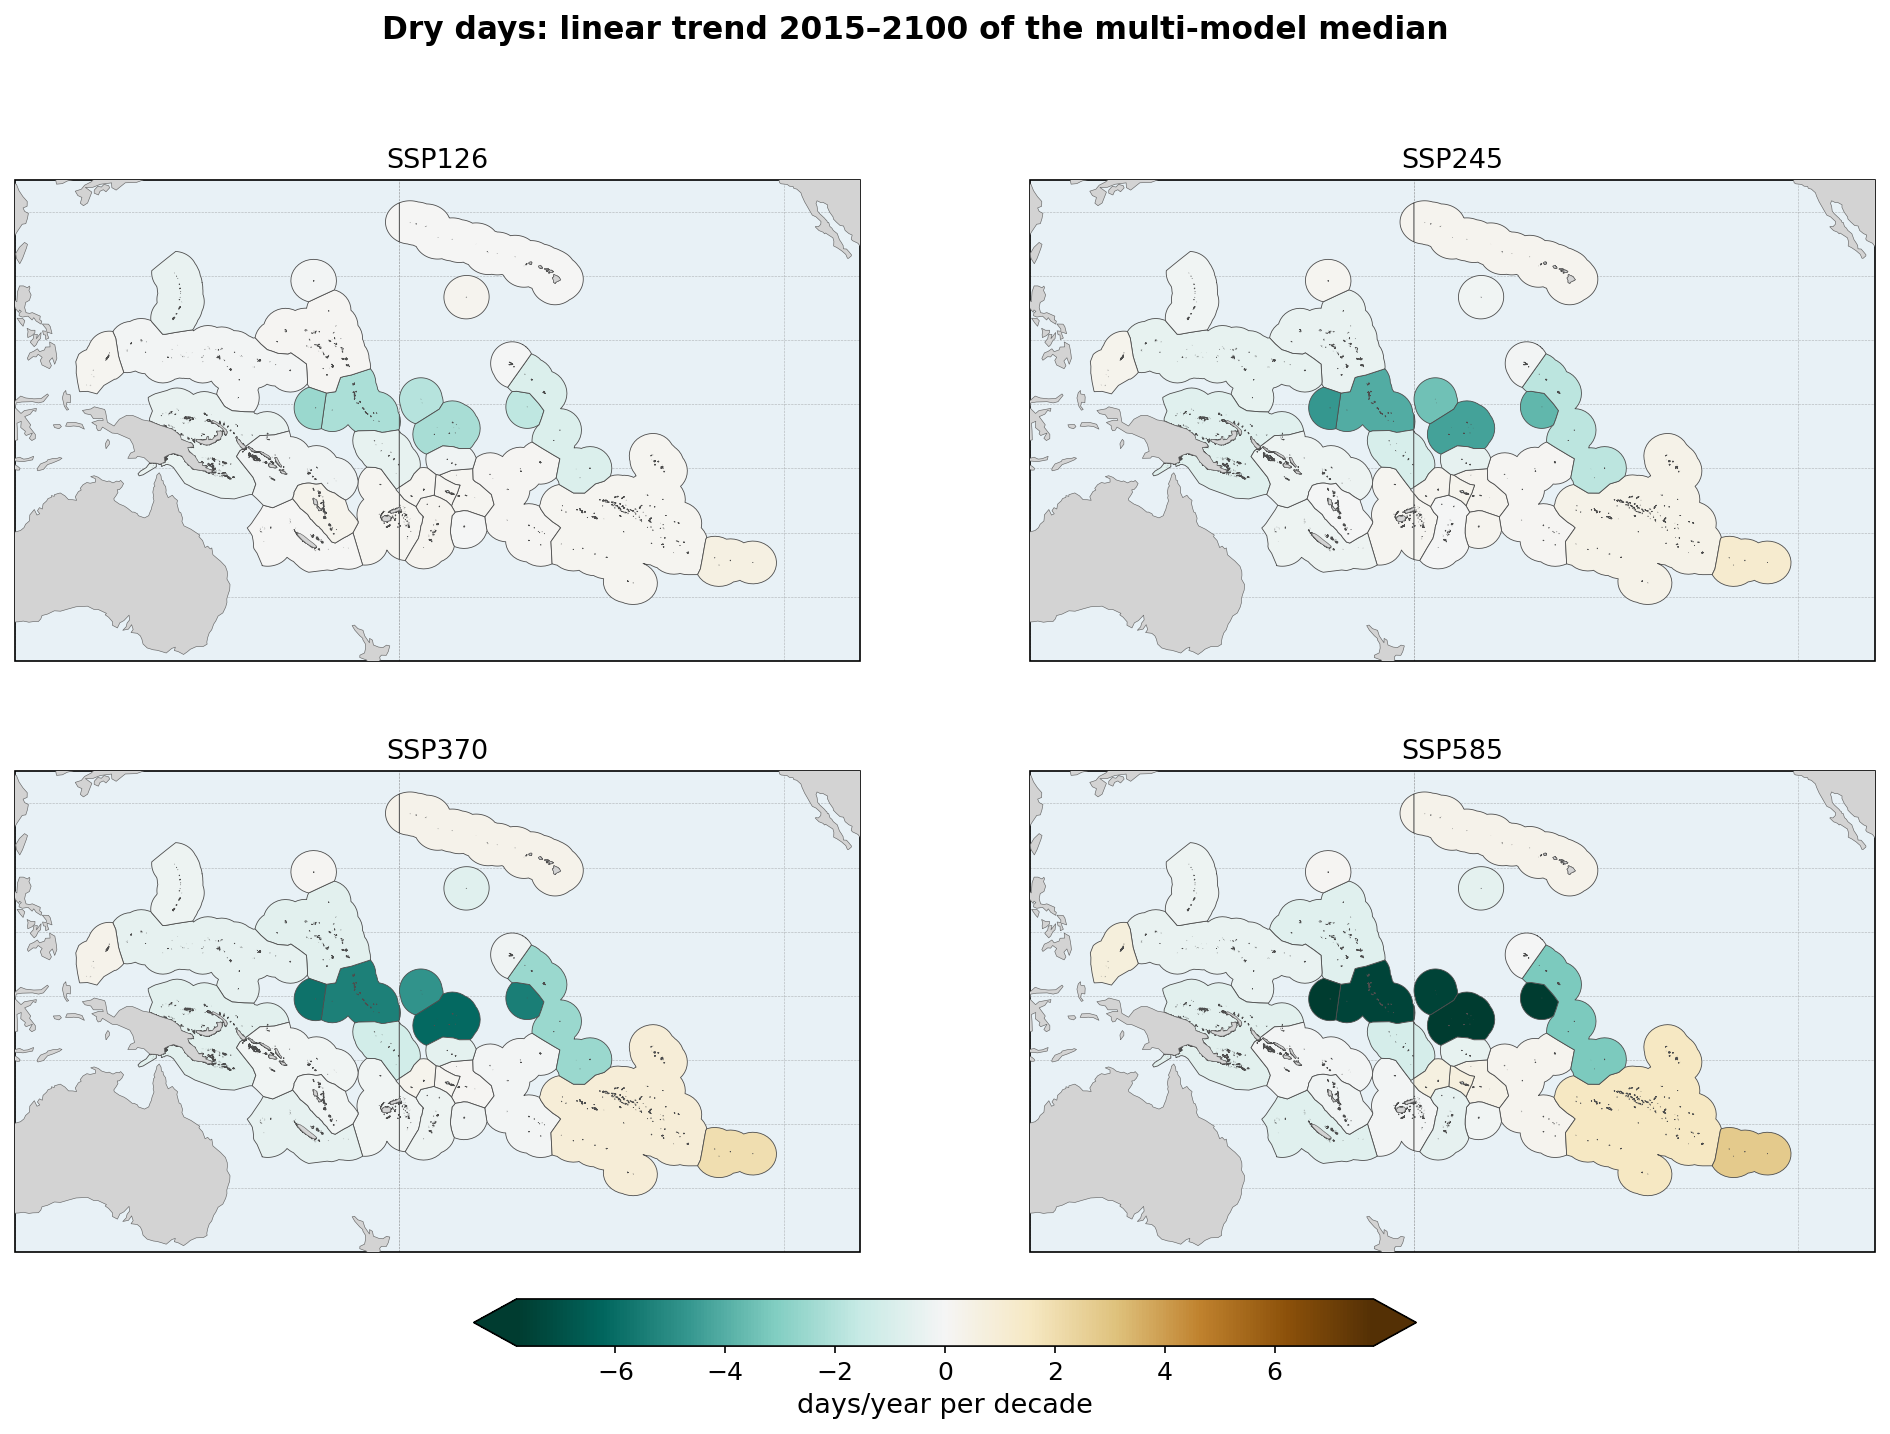 Dry days: linear trend 2015–2100 of the multi-model median
SSP126
SSP245
SSP370
SSP585
−6 −4 −2 0 2 4 6
days/year per decade